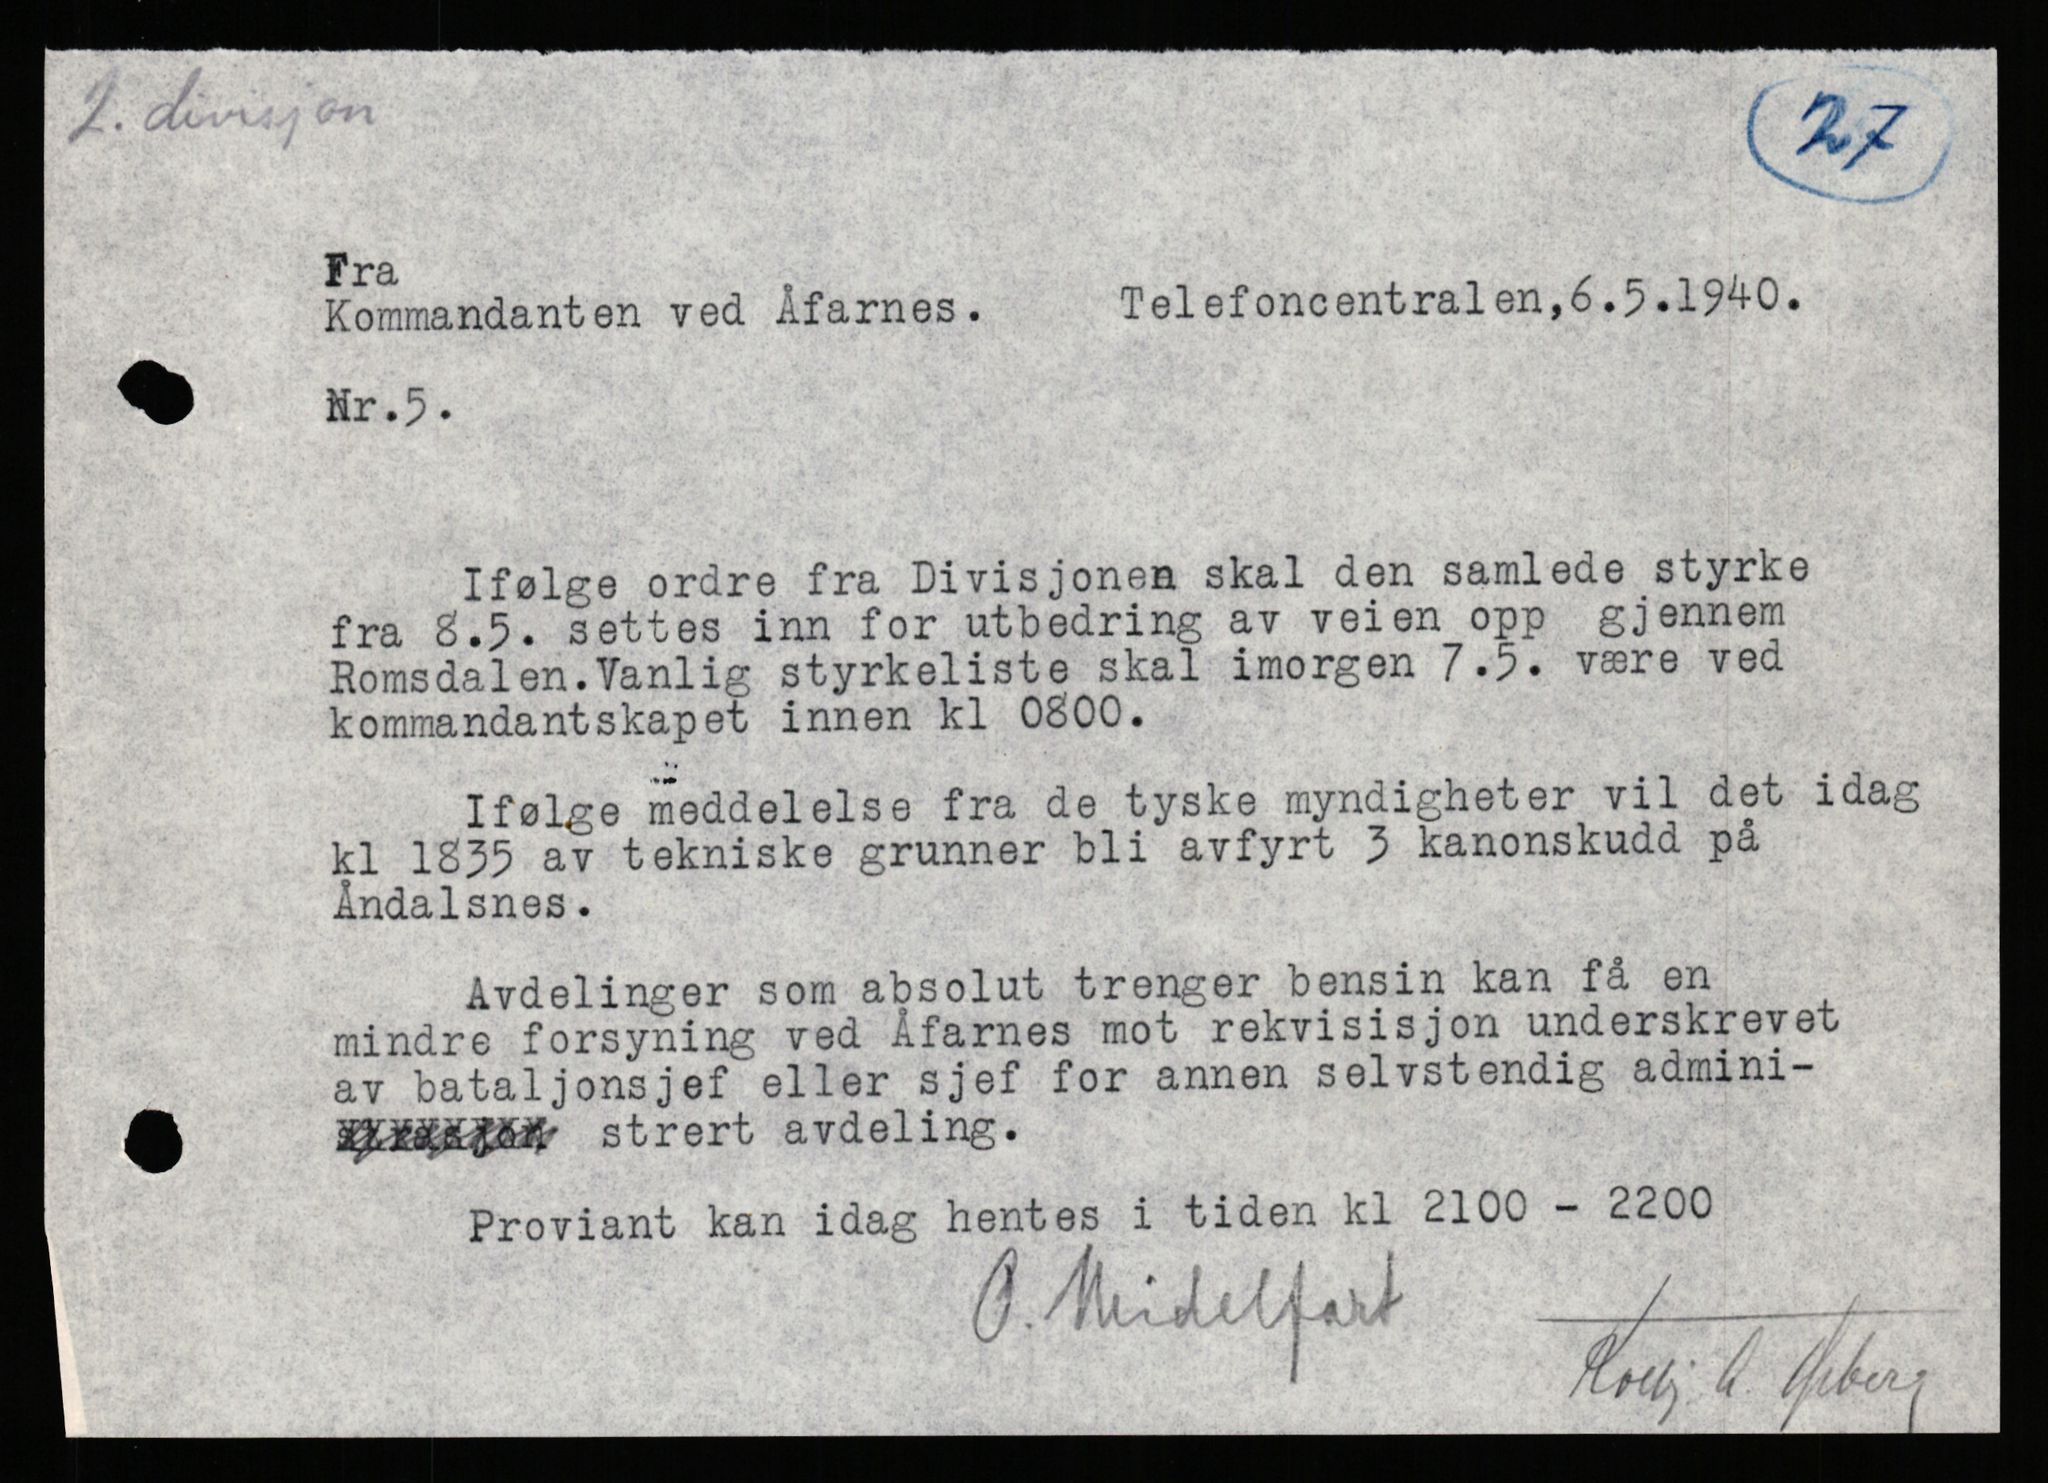 2. divisjon
27
Fra
Kommandanten ved Åfarnes. Telefoncentralen,6.5.1940.
Nr.5.
Ifølge ordre fra Divisjonen skal den samlede styrke
fra 8.5. settes inn for utbedring av veien opp gjennem
Romsdalen.Vanlig styrkeliste skal imorgen 7.5. være ved
kommandantskapet innen kl 0800.
Ifølge meddelelse fra de tyske myndigheter vil det idag
kl 1835 av tekniske grunner bli avfyrt 3 kanonskudd på
Åndalsnes.
Avdelinger som absolut trenger bensin kan få en
mindre forsyning ved Åfarnes mot rekvisisjon underskrevet
av bataljonsjef eller sjef for annen selvstendig admini-
strasjon strert avdeling.
Proviant kan idag hentes i tiden kl 2100 - 2200
O. Meidelfart